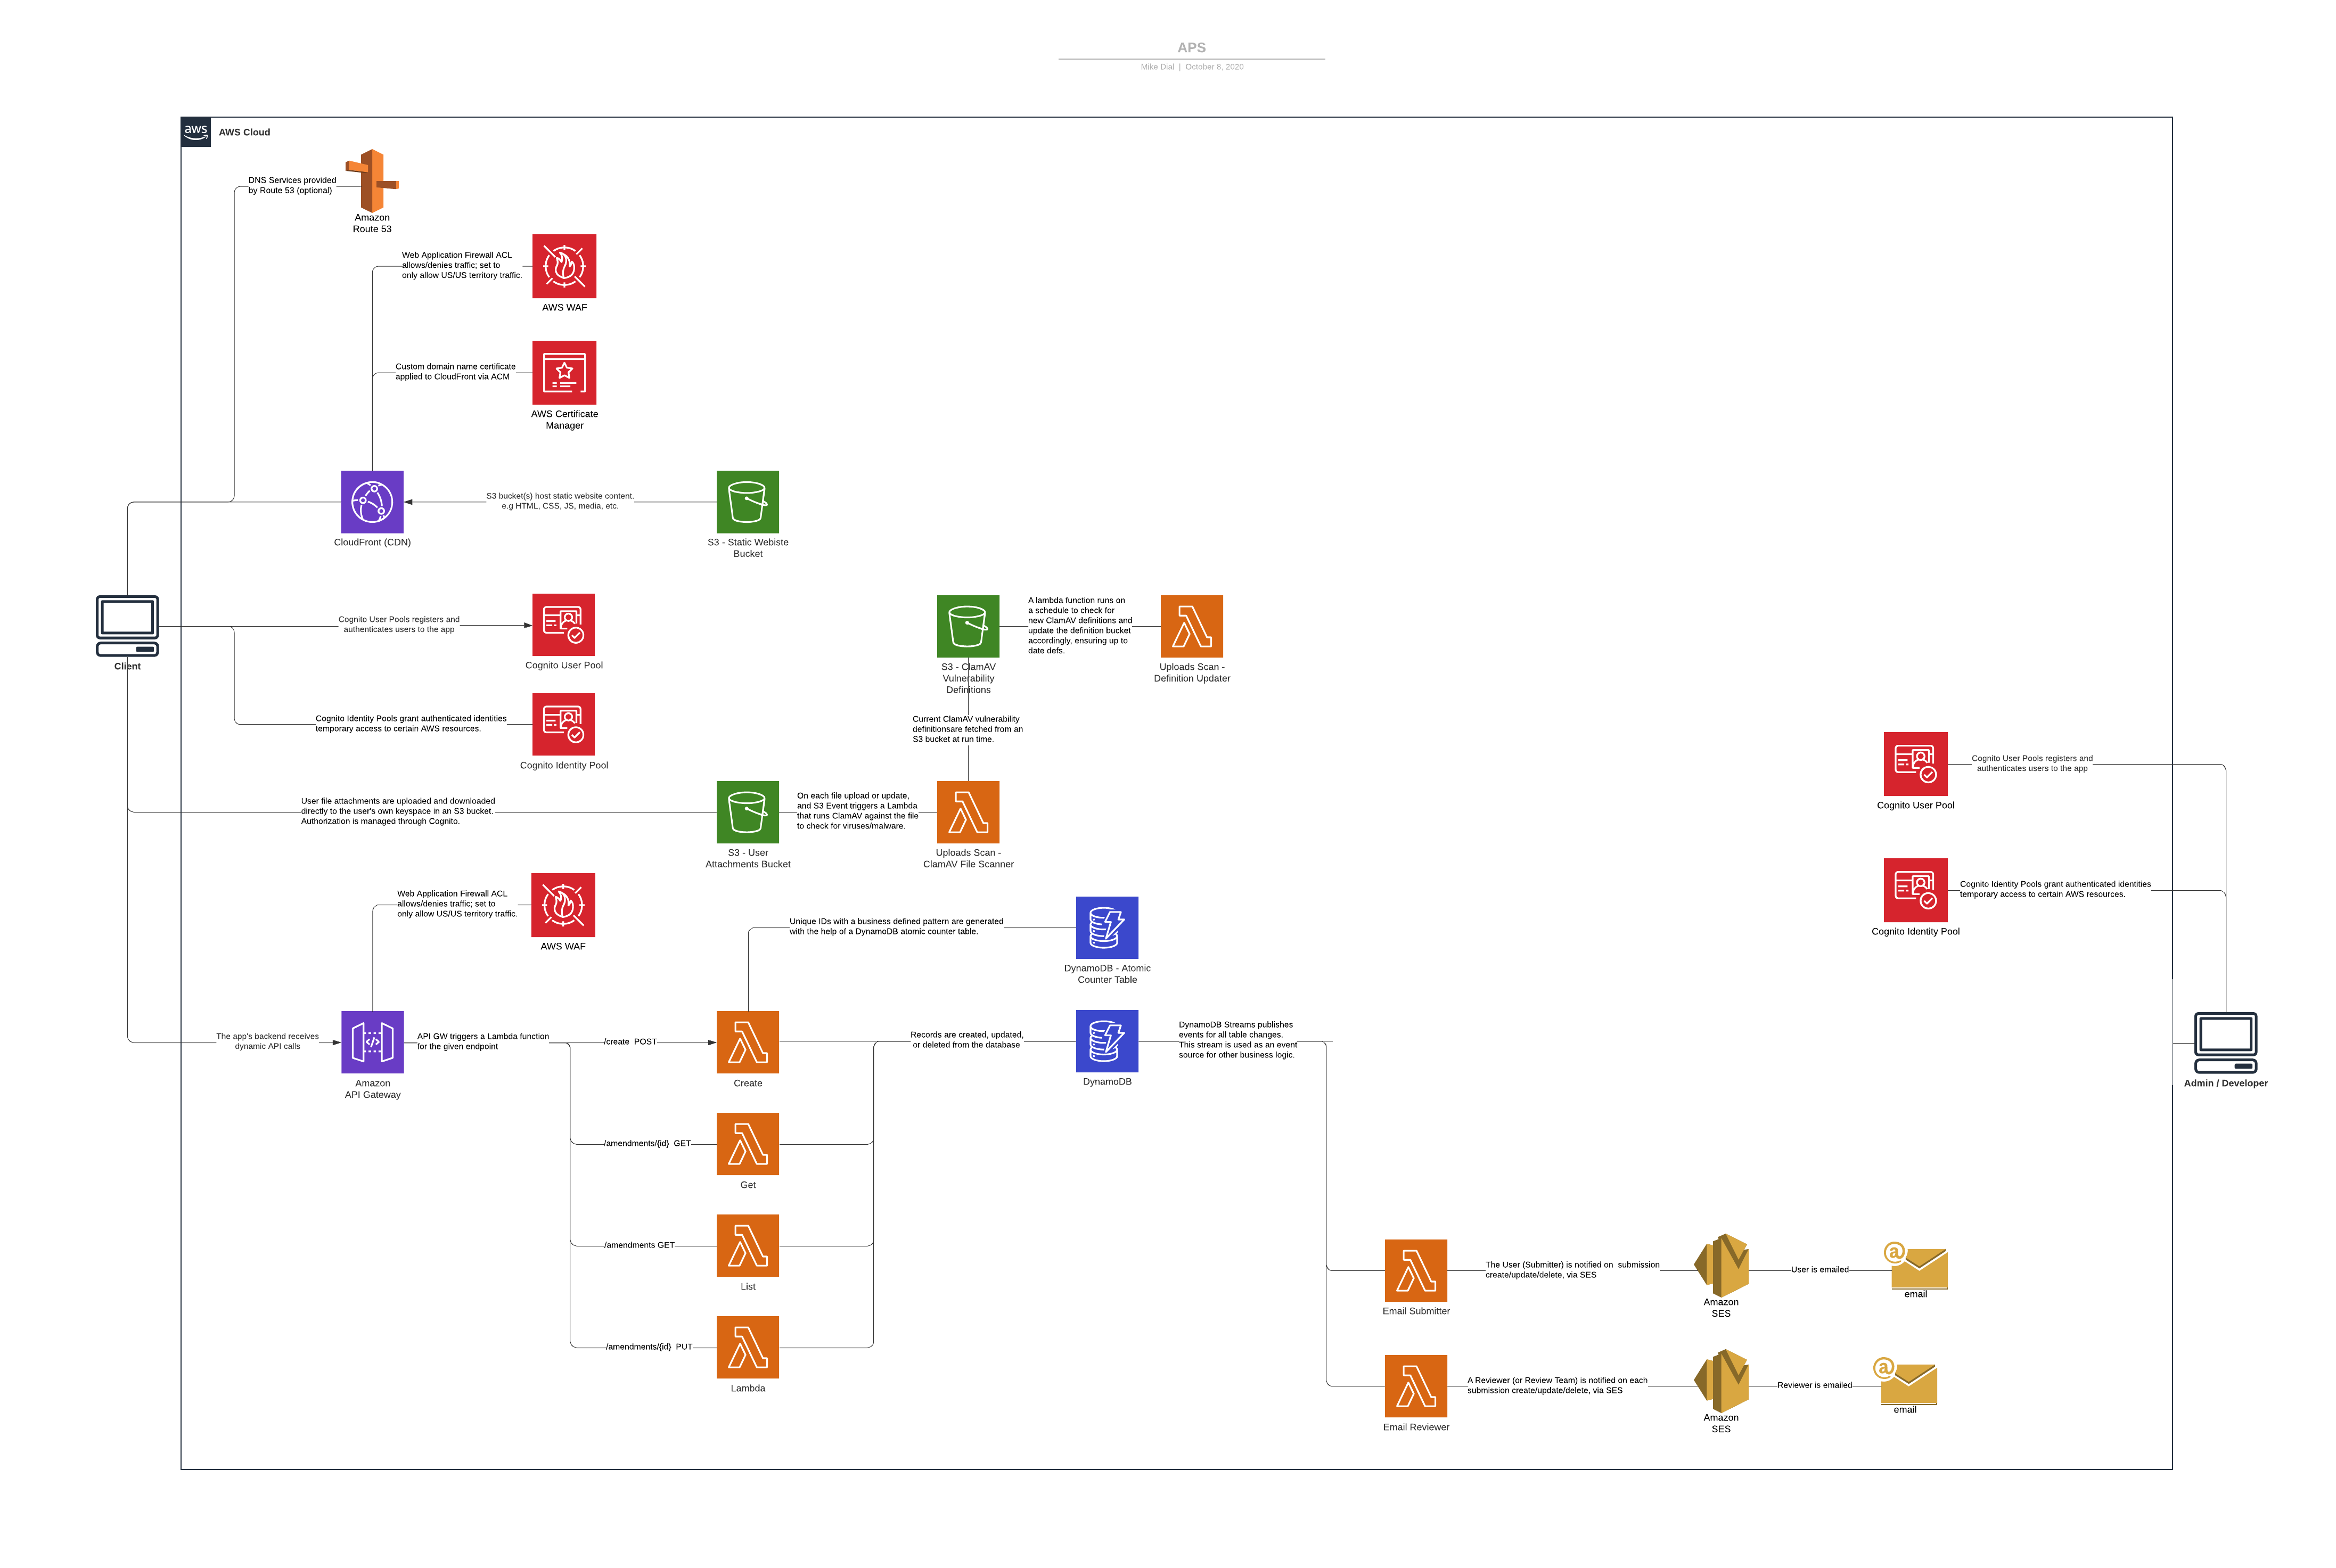 APS
Mike Dial | October 8, 2020
aws
AWS Cloud
DNS Services provided
by Route 53 (optional)
Amazon
Route 53
Web Application Firewall ACL
allows/denies traffic; set to
only allow US/US territory traffic.
AWS WAF
Custom domain name certificate
applied to CloudFront via ACM
AWS Certificate
Manager
CloudFront (CDN)
S3 bucket(s) host static website content.
e.g HTML, CSS, JS, media, etc.
S3 - Static Webiste
Bucket
Client
Cognito User Pools registers and
authenticates users to the app
Cognito User Pool
Cognito Identity Pools grant authenticated identities
temporary access to certain AWS resources.
Cognito Identity Pool
S3 - ClamAV
Vulnerability
Definitions
A lambda function runs on
a schedule to check for
new ClamAV definitions and
update the definition bucket
accordingly, ensuring up to
date defs.
Uploads Scan -
Definition Updater
Current ClamAV vulnerability
definitionsare fetched from an
S3 bucket at run time.
User file attachments are uploaded and downloaded
directly to the user's own keyspace in an S3 bucket.
Authorization is managed through Cognito.
S3 - User
Attachments Bucket
On each file upload or update,
and S3 Event triggers a Lambda
that runs ClamAV against the file
to check for viruses/malware.
Uploads Scan -
ClamAV File Scanner
Cognito User Pools registers and
authenticates users to the app
Cognito User Pool
Cognito Identity Pools grant authenticated identities
temporary access to certain AWS resources.
Cognito Identity Pool
Web Application Firewall ACL
allows/denies traffic; set to
only allow US/US territory traffic.
AWS WAF
Unique IDs with a business defined pattern are generated
with the help of a DynamoDB atomic counter table.
DynamoDB - Atomic
Counter Table
The app's backend receives
dynamic API calls
Amazon
API Gateway
API GW triggers a Lambda function
for the given endpoint
/create POST
Create
Records are created, updated,
or deleted from the database
DynamoDB
DynamoDB Streams publishes
events for all table changes.
This stream is used as an event
source for other business logic.
Admin / Developer
/amendments/{id} GET
Get
/amendments GET
List
/amendments/{id} PUT
Lambda
Email Submitter
The User (Submitter) is notified on submission
create/update/delete, via SES
Amazon
SES
User is emailed
@
email
Email Reviewer
A Reviewer (or Review Team) is notified on each
submission create/update/delete, via SES
Amazon
SES
Reviewer is emailed
@
email